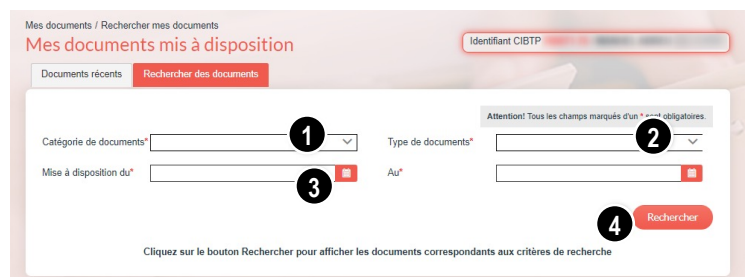 Mes documents / Rechercher mes documents
Mes documents mis à disposition
Identifiant CIBTP
Documents récents
Rechercher des documents
Attention! Tous les champs marqués d'un * sont obligatoires.
Catégorie de documents*
1
Type de documents*
2
Mise à disposition du*
3
Au*
4
Rechercher
Cliquez sur le bouton Rechercher pour afficher les documents correspondants aux critères de recherche